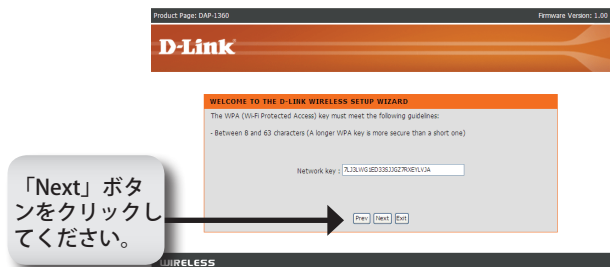 Product Page: DAP-1360
Firmware Version: 1.00
D-Link
WELCOME TO THE D-LINK WIRELESS SETUP WIZARD
The WPA (Wi-Fi Protected Access) key must meet the following guidelines:
- Between 8 and 63 characters (A longer WPA key is more secure than a short one)
Network key : 7LJ3LWG1ED33SJJGZ7RXEYLVJA
「Next」ボタ
ンをクリックし
てください。
Prev Next Exit
WIRELESS